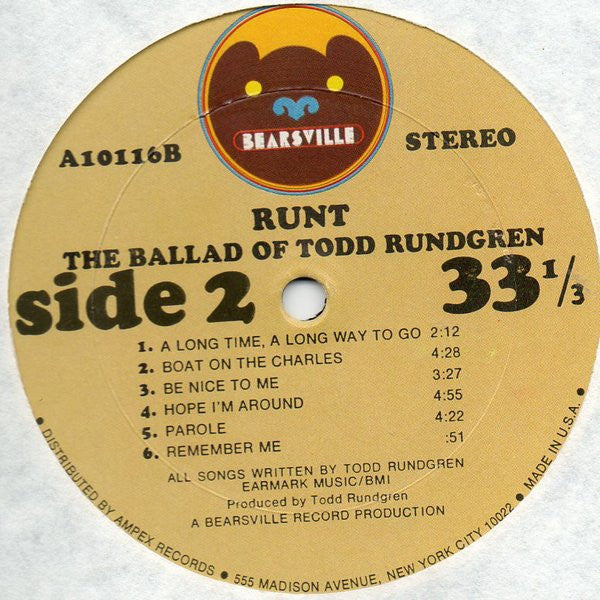 BEARSVILLE
A10116B
STEREO
RUNT
THE BALLAD OF TODD RUNDGREN
side 2
33 1/3
1. A LONG TIME, A LONG WAY TO GO 2:12
2. BOAT ON THE CHARLES 4:28
3. BE NICE TO ME 3:27
4. HOPE I'M AROUND 4:55
5. PAROLE 4:22
6. REMEMBER ME :51
ALL SONGS WRITTEN BY TODD RUNDGREN
EARMARK MUSIC/BMI
Produced by Todd Rundgren
A BEARSVILLE RECORD PRODUCTION
• DISTRIBUTED BY AMPEX RECORDS • 555 MADISON AVENUE, NEW YORK CITY 10022 • MADE IN U.S.A. •